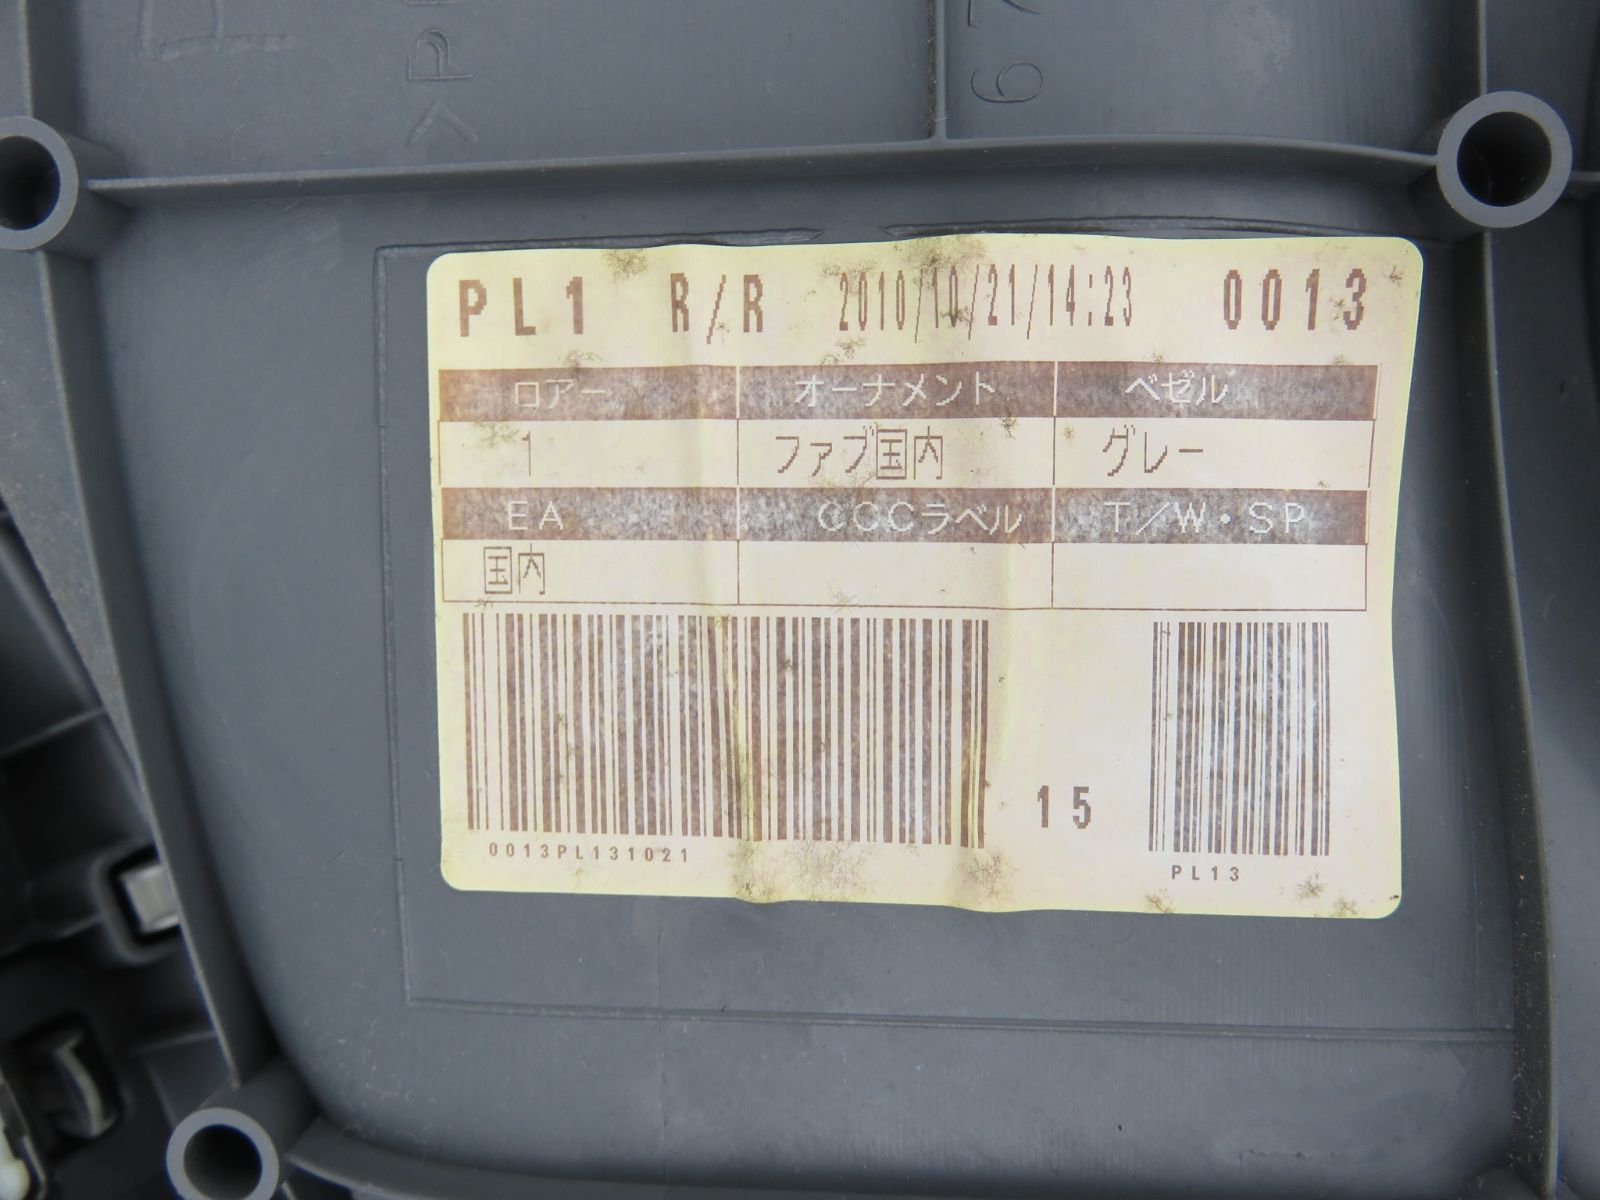 >P
67
PL1 R/R 2010/10/21/14:23 0013
ロアー オーナメント ベゼル
1 ファブ国内 グレー
EA CCCラベル T/W・SP
国内
15
0013PL131021
PL13